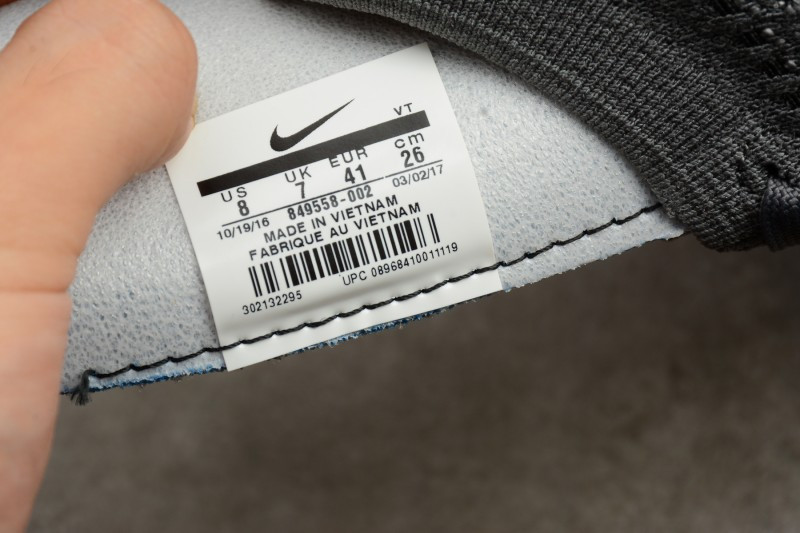 VT
US UK EUR cm
8 7 41 26
10/19/16 849558-002 03/02/17
MADE IN VIETNAM
FABRIQUE AU VIETNAM
302132295 UPC 08968410011119